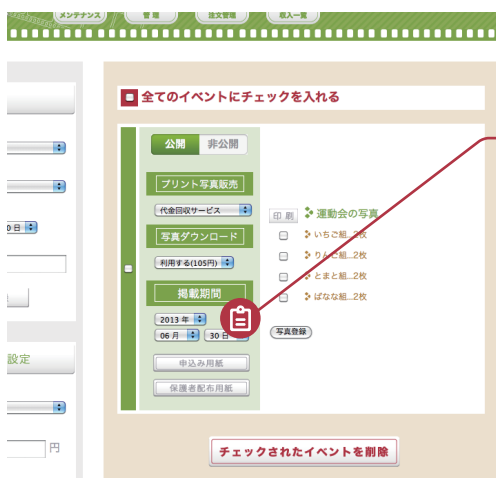 メンテナンス
管 理
注文管理
収入一覧
全てのイベントにチェックを入れる
公開 非公開
プリント写真販売
代金回収サービス
印 刷
運動会の写真
写真ダウンロード
いちご組...2枚
0 日
りんご組...2枚
利用する(105円)
とまと組...2枚
掲載期間
ばなな組...2枚
2013 年
06 月
30 日
写真登録
設定
申込み用紙
保護者配布用紙
円
チェックされたイベントを削除